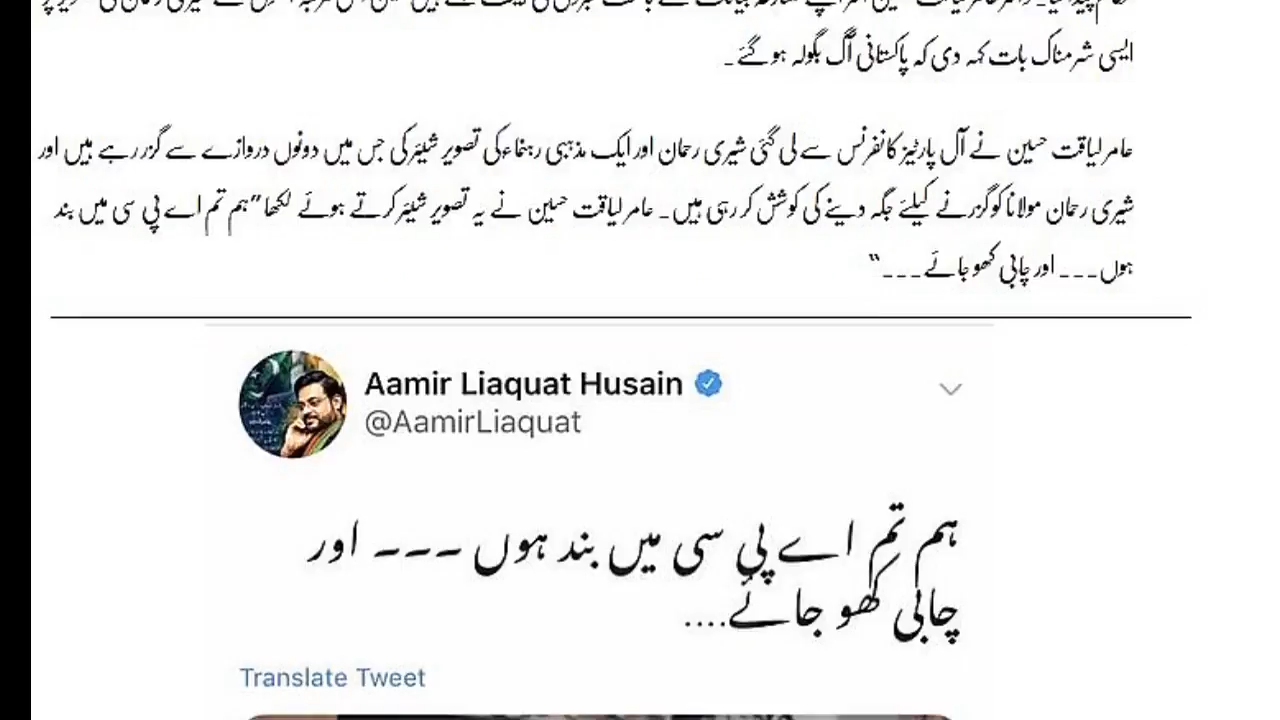 ایسی شرمناک بات کہہ دی کہ پاکستانی آگ بگولہ ہوگئے۔
عامر لیاقت حسین نے آل پارٹیز کانفرنس سے لی گئی شیری رحمان اور ایک مذہبی رہنماءکی تصویر شیئر کی جس میں دونوں دروازے سے گزر رہے ہیں اور
شیری رحمان مولانا کو گزرنے کیلئے جگہ دینے کی کوشش کر رہی ہیں۔ عامر لیاقت حسین نے یہ تصویر شیئر کرتے ہوئے لکھا”ہم تم اے پی سی میں بند
ہوں۔۔۔ اور چابی کھو جائے۔۔۔“
Aamir Liaquat Husain
@AamirLiaquat
ہم تم اے پی سی میں بند ہوں ۔۔۔ اور
چابی کھو جائے....
Translate Tweet